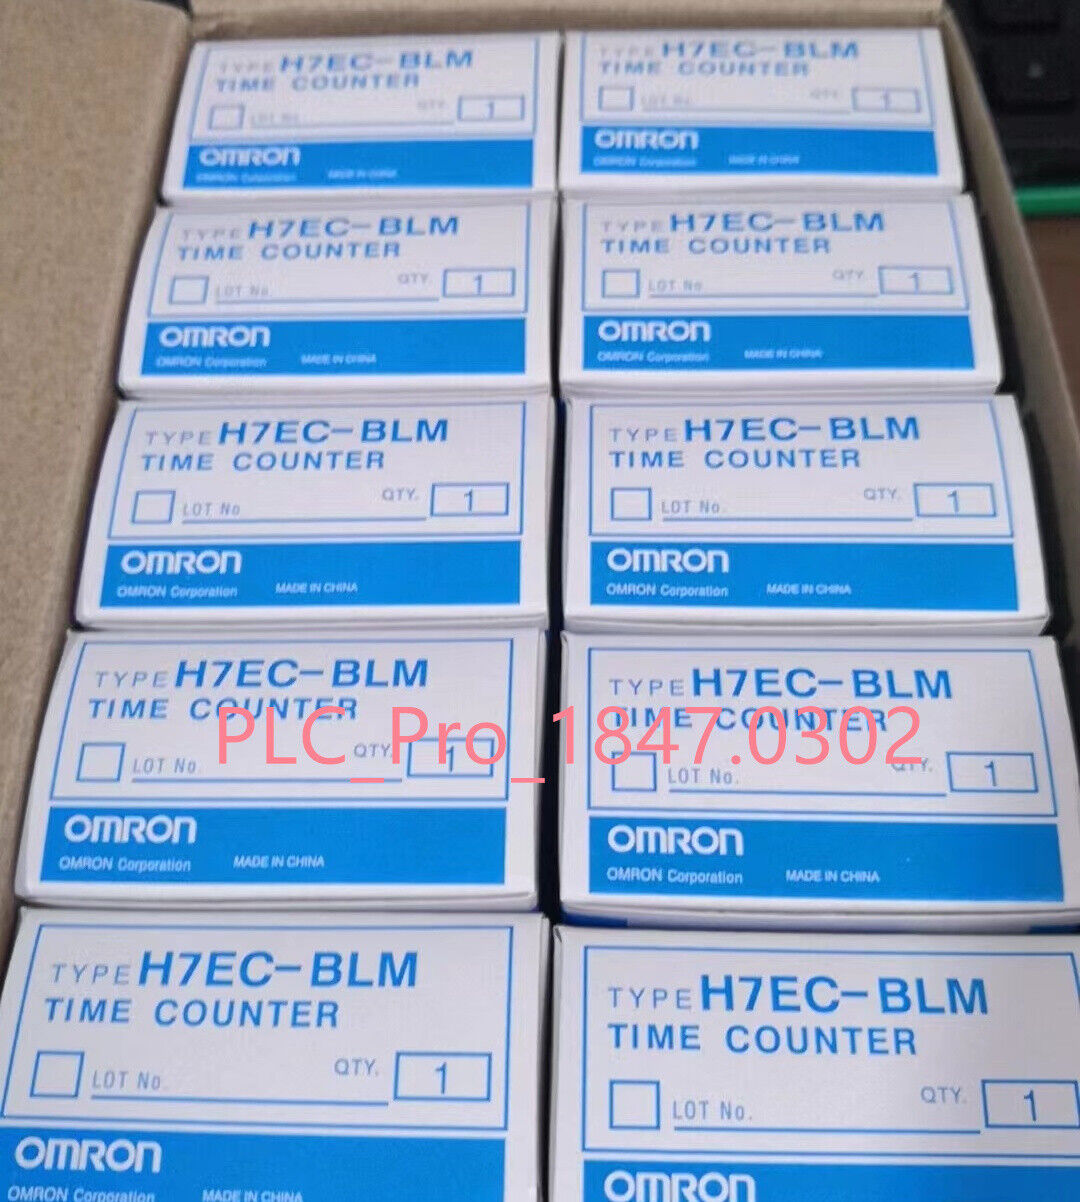 TYPE H7EC-BLM
TIME COUNTER
LOT No. QTY. 1
OMRON
OMRON Corporation MADE IN CHINA
TYPE H7EC-BLM
TIME COUNTER
LOT No. QTY. 1
OMRON
OMRON Corporation MADE IN CHINA
TYPE H7EC-BLM
TIME COUNTER
LOT No. QTY. 1
OMRON
OMRON Corporation MADE IN CHINA
TYPE H7EC-BLM
TIME COUNTER
LOT No. QTY. 1
OMRON
OMRON Corporation MADE IN CHINA
TYPE H7EC-BLM
TIME COUNTER
LOT No. QTY. 1
OMRON
OMRON Corporation MADE IN CHINA
TYPE H7EC-BLM
TIME COUNTER
LOT No. QTY. 1
OMRON
OMRON Corporation MADE IN CHINA
TYPE H7EC-BLM
TIME COUNTER
LOT No. QTY. 1
OMRON
OMRON Corporation MADE IN CHINA
TYPE H7EC-BLM
TIME COUNTER
LOT No. QTY. 1
OMRON
OMRON Corporation MADE IN CHINA
PLC_Pro_1847.0302
TYPE H7EC-BLM
TIME COUNTER
LOT No. QTY. 1
OMRON
OMRON Corporation MADE IN CHINA
TYPE H7EC-BLM
TIME COUNTER
LOT No. QTY. 1
OMRON